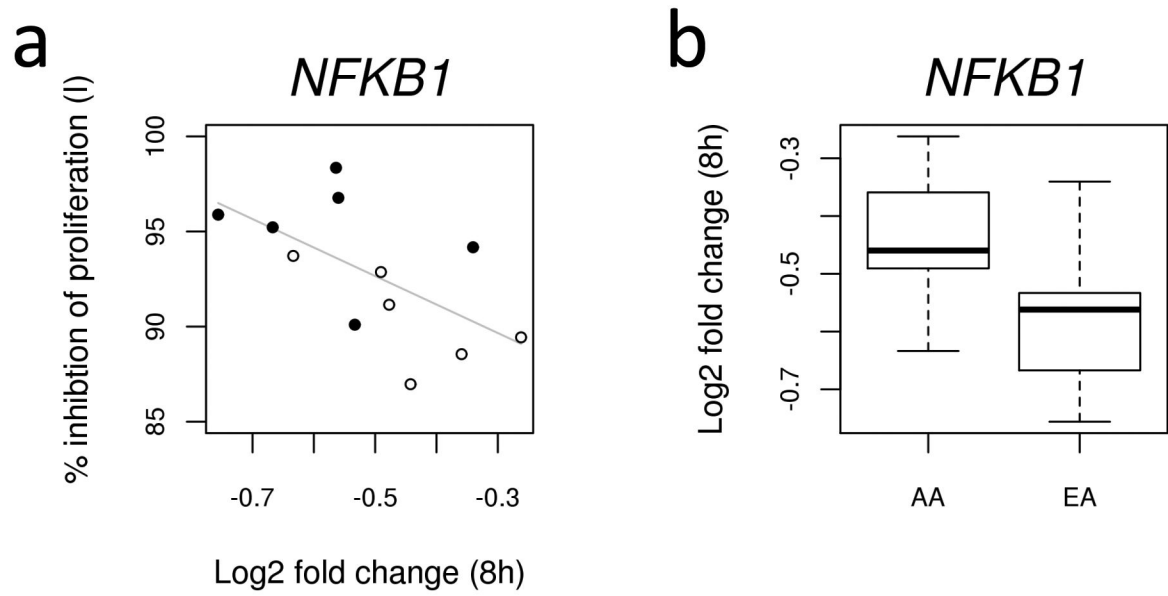 a
NFKB1
% inhibtion of proliferation (I)
100
95
90
85
-0.7 -0.5 -0.3
Log2 fold change (8h)
b
NFKB1
Log2 fold change (8h)
-0.3
-0.5
-0.7
AA EA